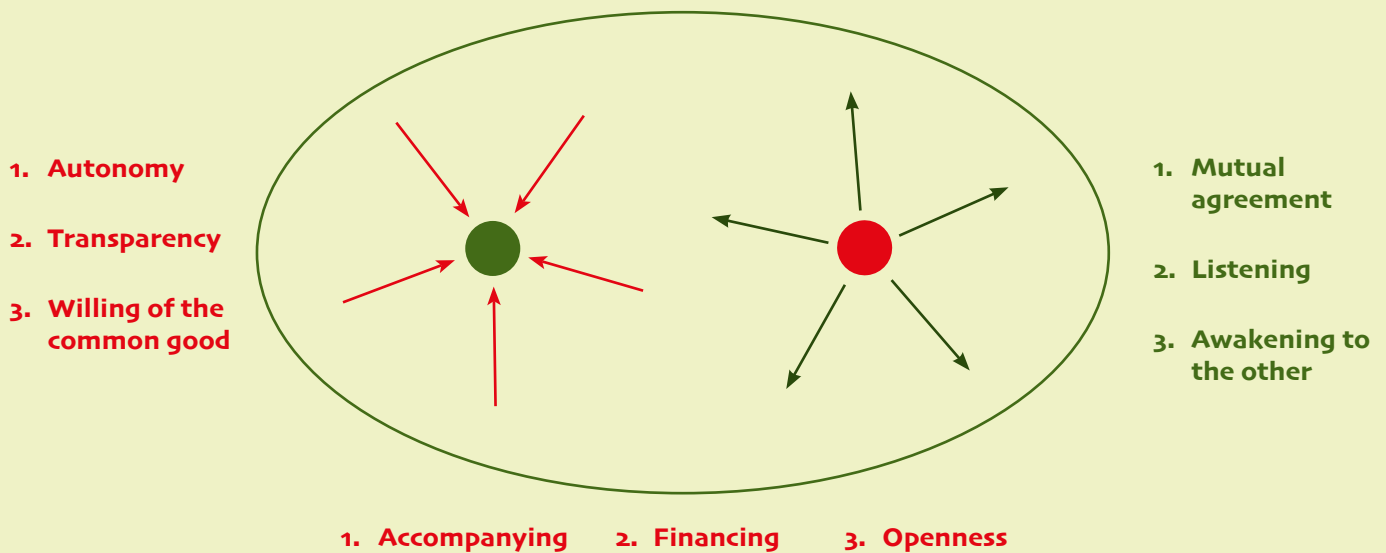 1. Autonomy
2. Transparency
3. Willing of the
common good
1. Mutual
agreement
2. Listening
3. Awakening to
the other
1. Accompanying 2. Financing 3. Openness